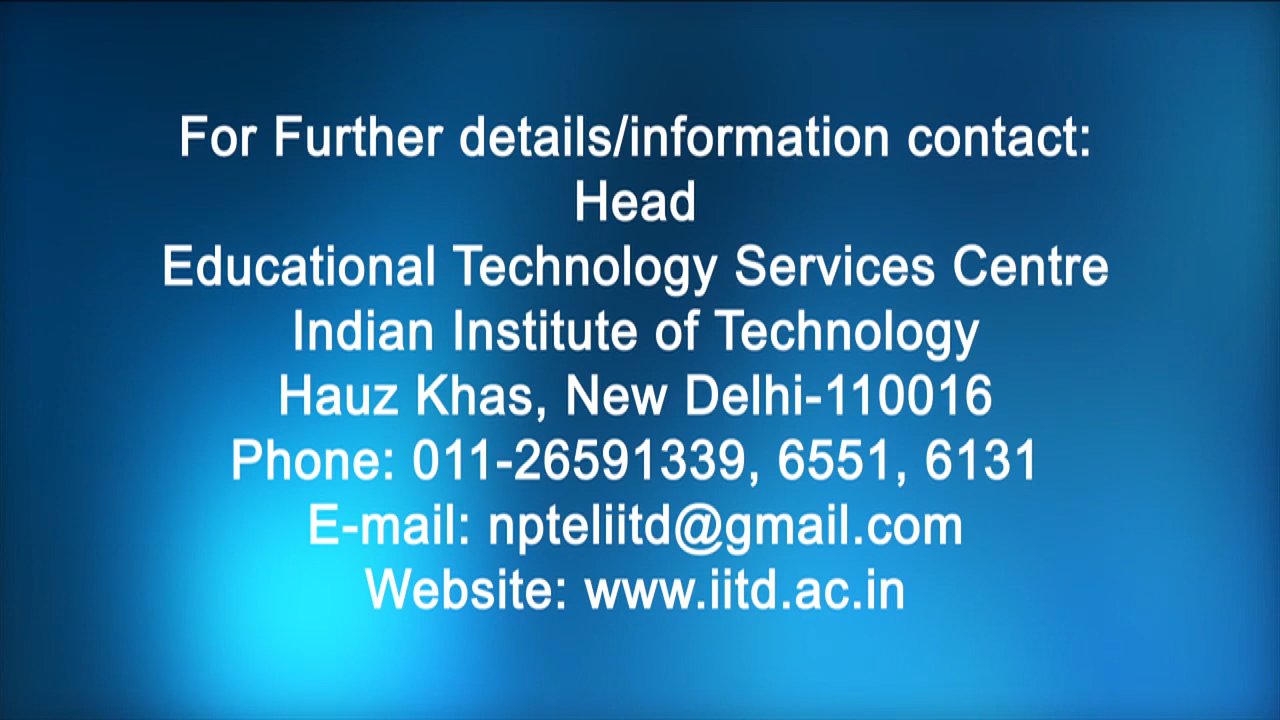 For Further details/information contact:
Head
Educational Technology Services Centre
Indian Institute of Technology
Hauz Khas, New Delhi-110016
Phone: 011-26591339, 6551, 6131
E-mail: npteliitd@gmail.com
Website: www.iitd.ac.in